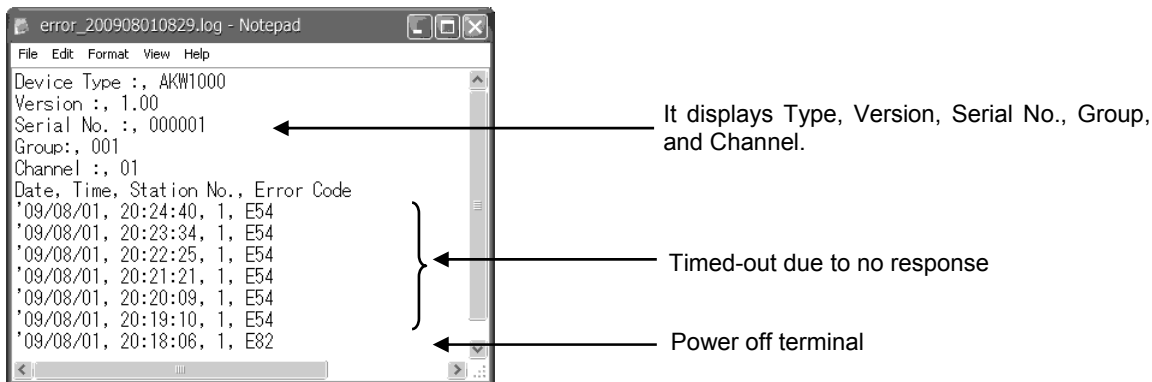 error_200908010829.log - Notepad
File Edit Format View Help
Device Type :, AKW1000
Version :, 1.00
Serial No. :, 000001
Group:, 001
Channel :, 01
Date, Time, Station No., Error Code
'09/08/01, 20:24:40, 1, E54
'09/08/01, 20:23:34, 1, E54
'09/08/01, 20:22:25, 1, E54
'09/08/01, 20:21:21, 1, E54
'09/08/01, 20:20:09, 1, E54
'09/08/01, 20:19:10, 1, E54
'09/08/01, 20:18:06, 1, E82
It displays Type, Version, Serial No., Group,
and Channel.
Timed-out due to no response
Power off terminal